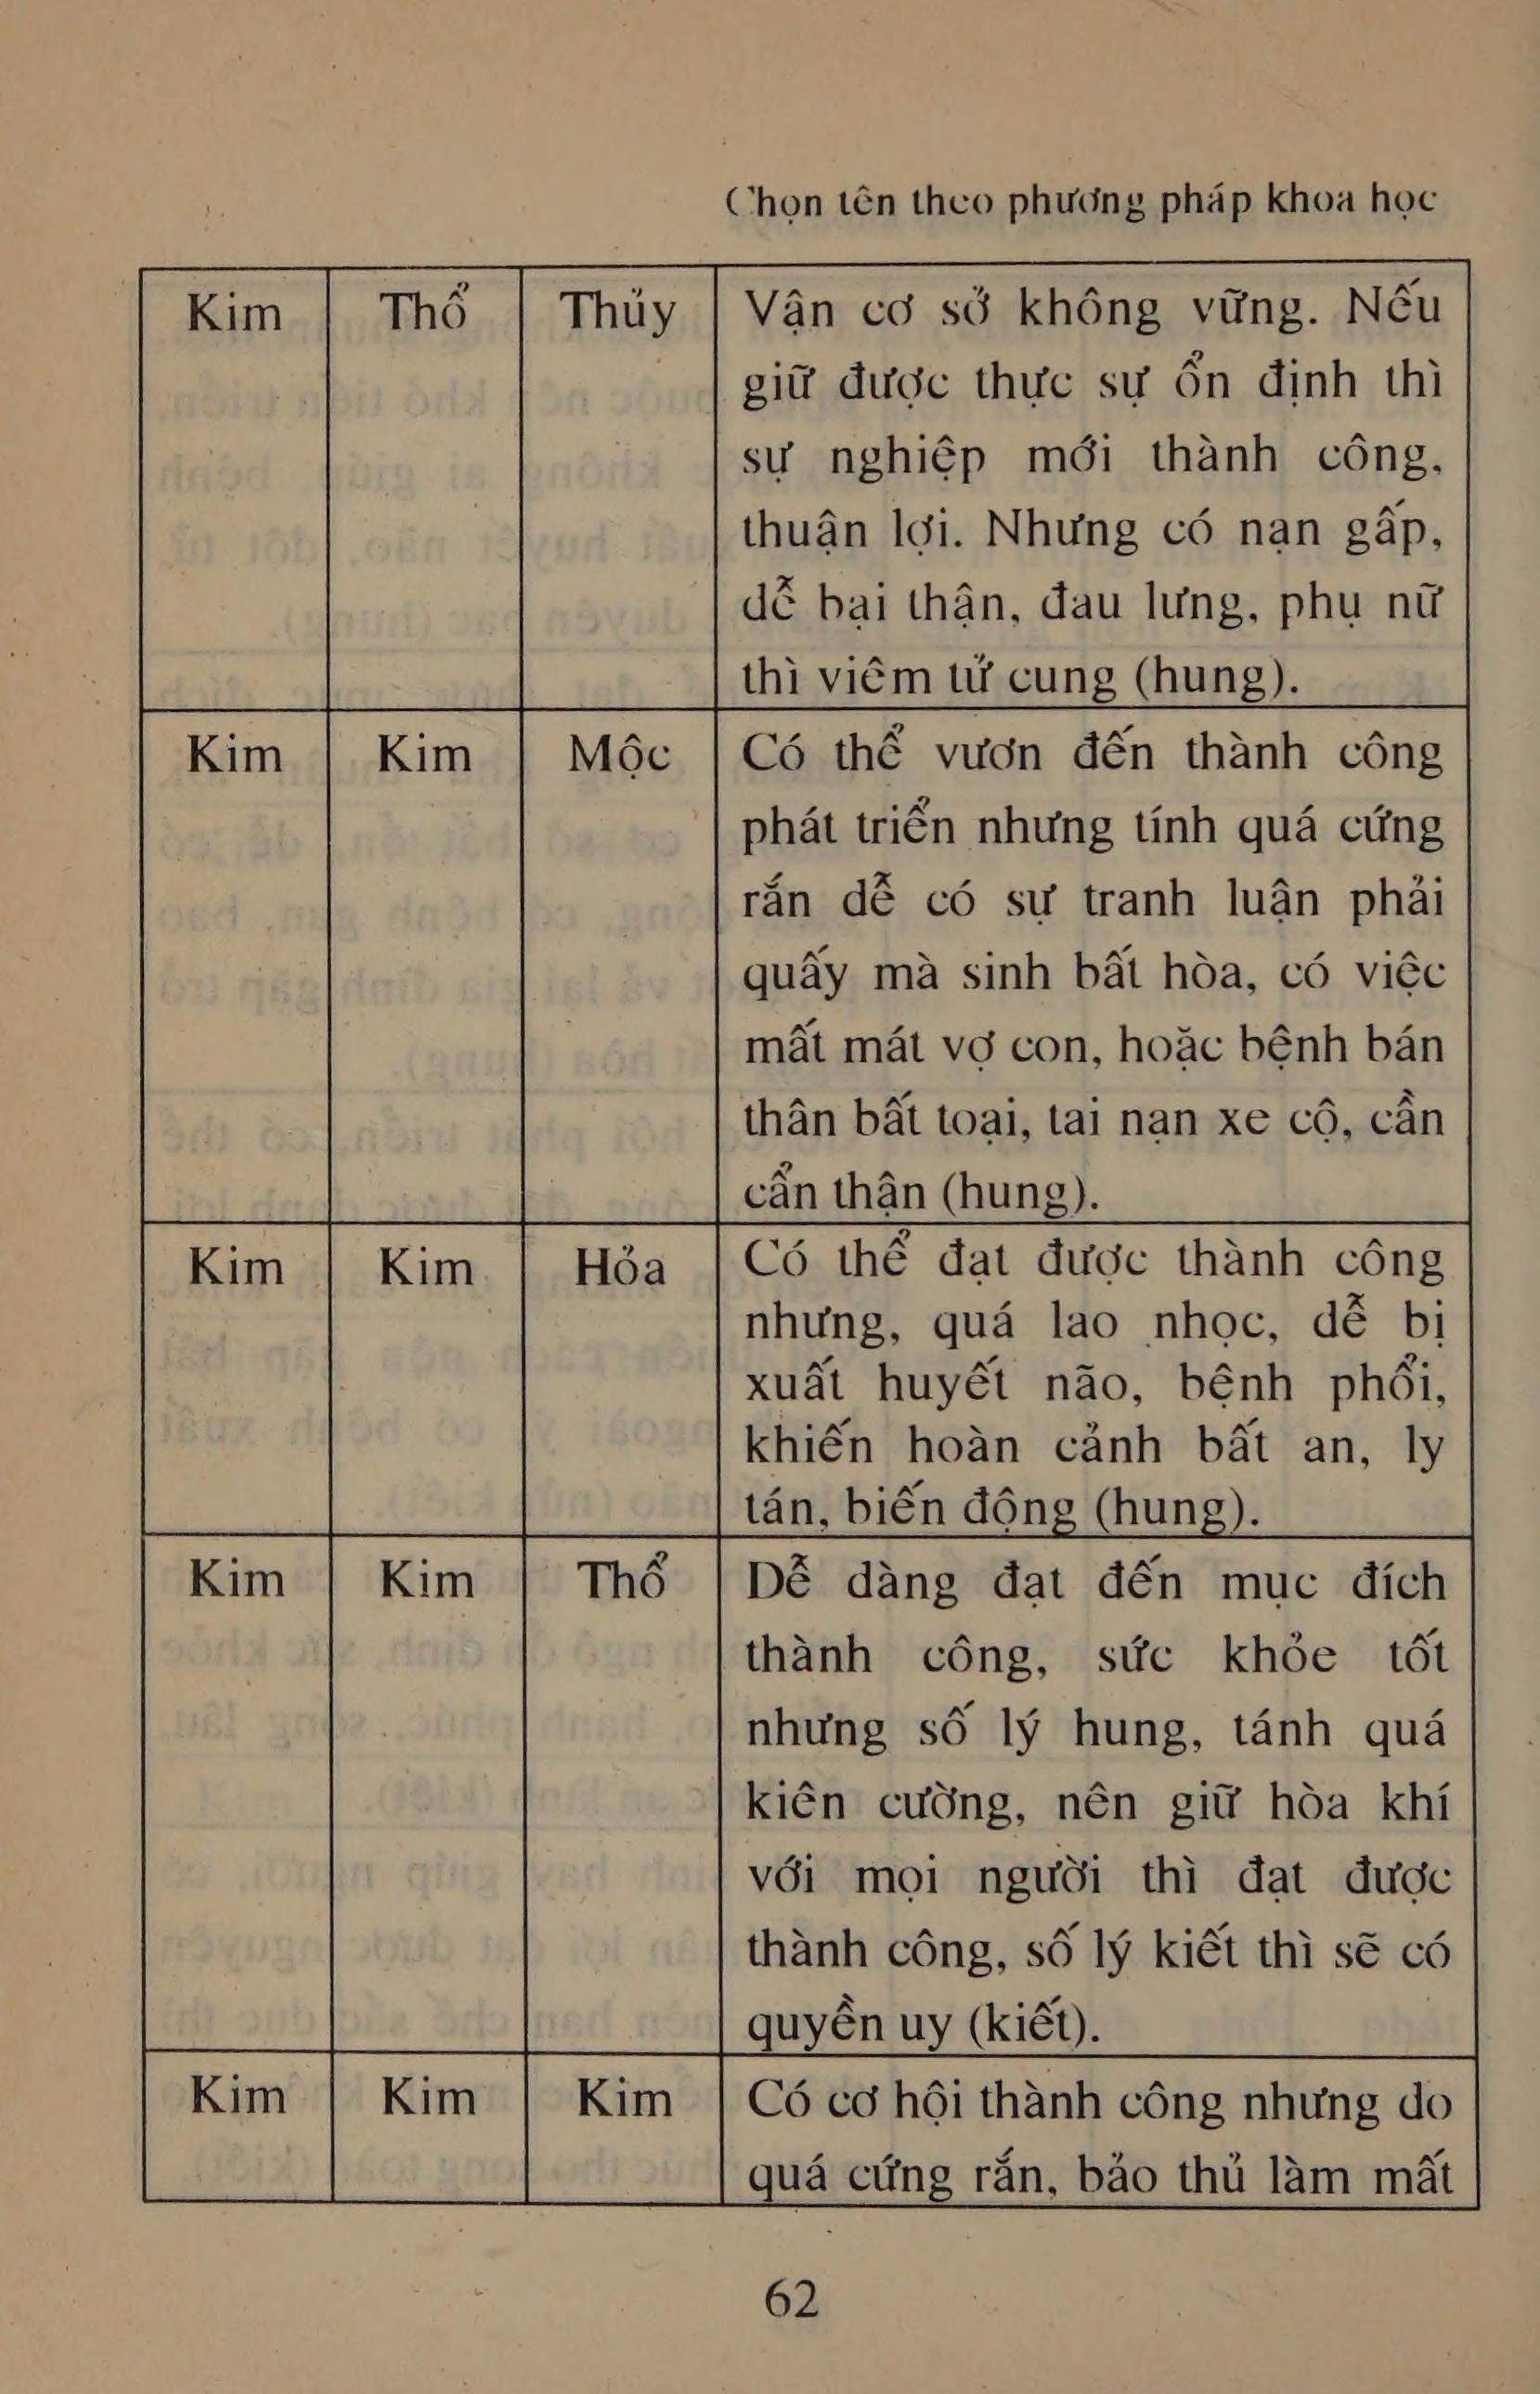 Chọn tên theo phương pháp khoa học
Kim Thổ Thủy Vận cơ sở không vững. Nếu
giữ được thực sự ổn định thì
sự nghiệp mới thành công,
thuận lợi. Nhưng có nạn gấp,
dễ bại thận, đau lưng, phụ nữ
thì viêm tử cung (hung).
Kim Kim Mộc Có thể vươn đến thành công
phát triển nhưng tính quá cứng
rắn dễ có sự tranh luận phải
quấy mà sinh bất hòa, có việc
mất mát vợ con, hoặc bệnh bán
thân bất toại, tai nạn xe cộ, cần
cẩn thận (hung).
Kim Kim Hỏa Có thể đạt được thành công
nhưng, quá lao nhọc, dễ bị
xuất huyết não, bệnh phổi,
khiến hoàn cảnh bất an, ly
tán, biến động (hung).
Kim Kim Thổ Dễ dàng đạt đến mục đích
thành công, sức khỏe tốt
nhưng số lý hung, tánh quá
kiên cường, nên giữ hòa khí
với mọi người thì đạt được
thành công, số lý kiết thì sẽ có
quyền uy (kiết).
Kim Kim Kim Có cơ hội thành công nhưng do
quá cứng rắn, bảo thủ làm mất
62